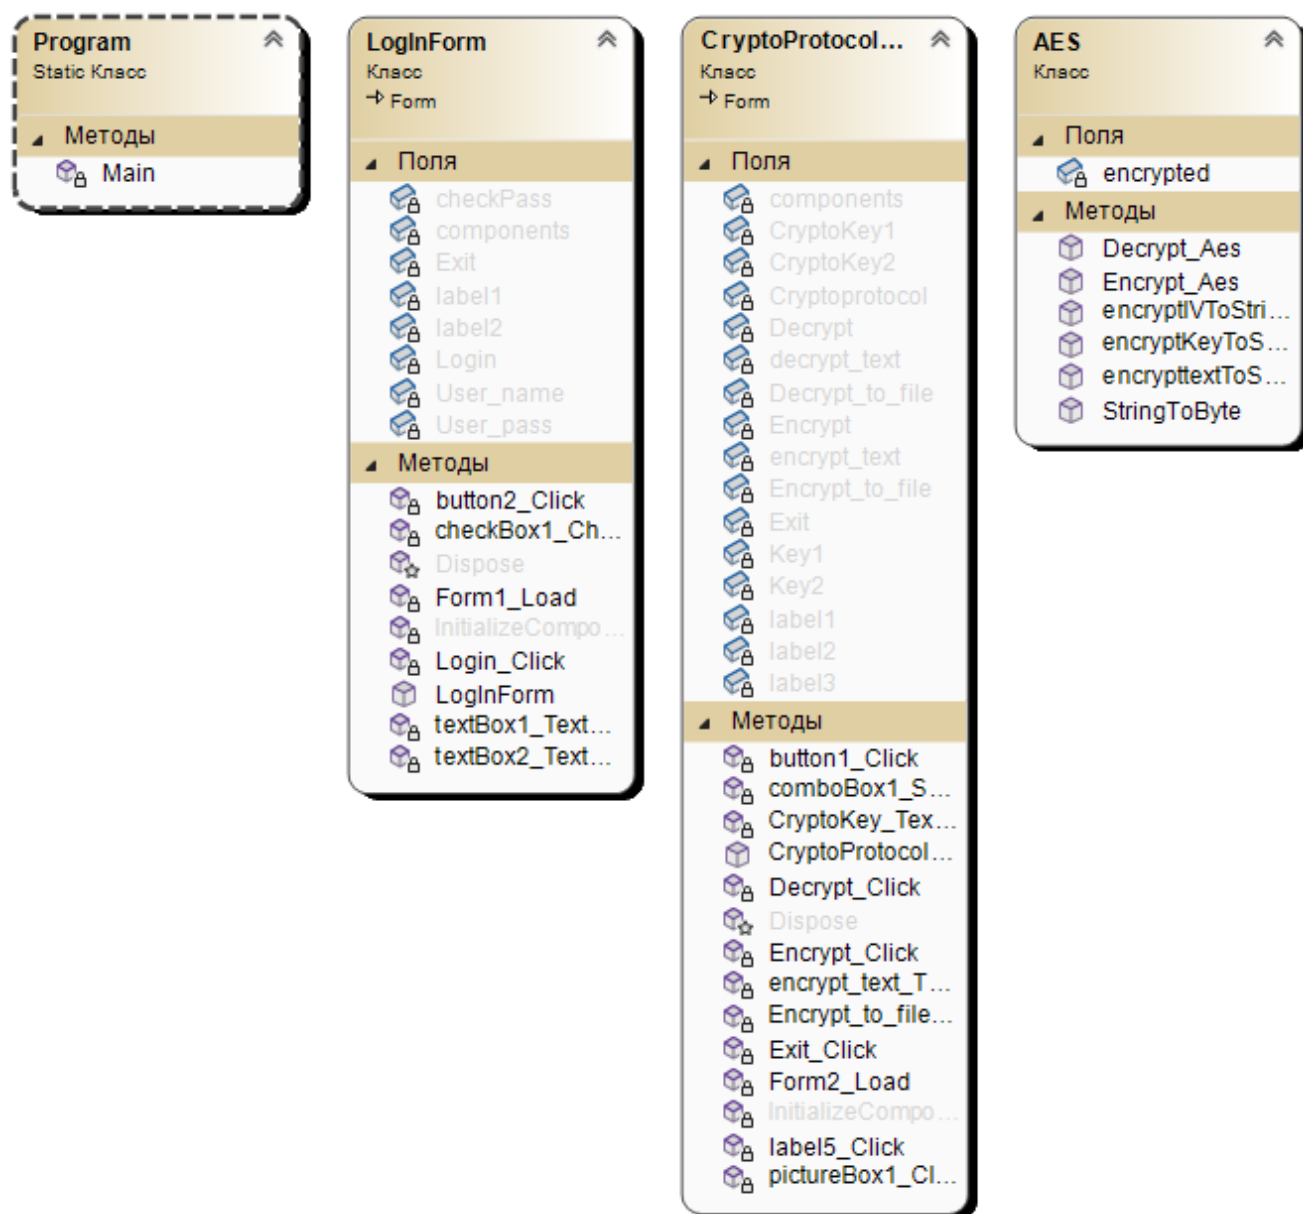 Program
Static Класс
Методы
Main
LogInForm
Класс
Form
Поля
checkPass
components
Exit
label1
label2
Login
User_name
User_pass
Методы
button2_Click
checkBox1_Ch...
Dispose
Form1_Load
InitializeCompo...
Login_Click
LogInForm
textBox1_Text...
textBox2_Text...
CryptoProtocol...
Класс
Form
Поля
components
CryptoKey1
CryptoKey2
Cryptoprotocol
Decrypt
decrypt_text
Decrypt_to_file
Encrypt
encrypt_text
Encrypt_to_file
Exit
Key1
Key2
label1
label2
label3
Методы
button1_Click
comboBox1_S...
CryptoKey_Tex...
CryptoProtocol...
Decrypt_Click
Dispose
Encrypt_Click
encrypt_text_T...
Encrypt_to_file...
Exit_Click
Form2_Load
InitializeCompo...
label5_Click
pictureBox1_Cl...
AES
Класс
Поля
encrypted
Методы
Decrypt_Aes
Encrypt_Aes
encryptIVToStri...
encryptKeyToS...
encrypttextToS...
StringToByte